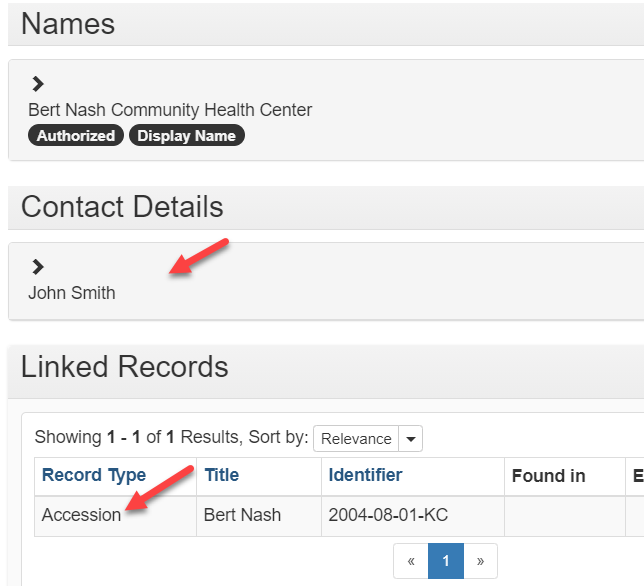 Names
Bert Nash Community Health Center
Authorized Display Name
Contact Details
John Smith
Linked Records
Showing 1 - 1 of 1 Results, Sort by: Relevance
Record Type Title Identifier Found in E
Accession Bert Nash 2004-08-01-KC
« 1 »